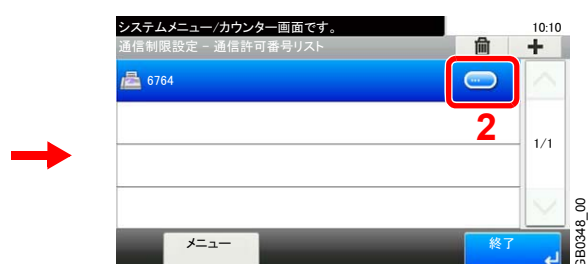 システムメニュー/カウンター画面です。
10:10
通信制限設定 - 通信許可番号リスト
6764
2
1/1
メニュー
終了
GB0348_00